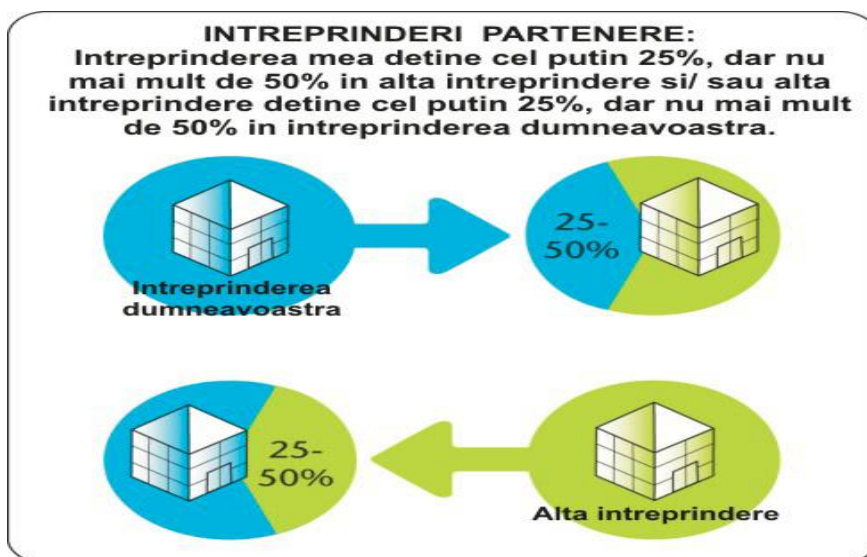 INTREPRINDERI PARTENERE:
Intreprinderea mea detine cel putin 25%, dar nu
mai mult de 50% in alta intreprindere si/ sau alta
intreprindere detine cel putin 25%, dar nu mai mult
de 50% in intreprinderea dumneavoastra.
25-
50%
Intreprinderea
dumneavoastra
25-
50%
Alta intreprindere